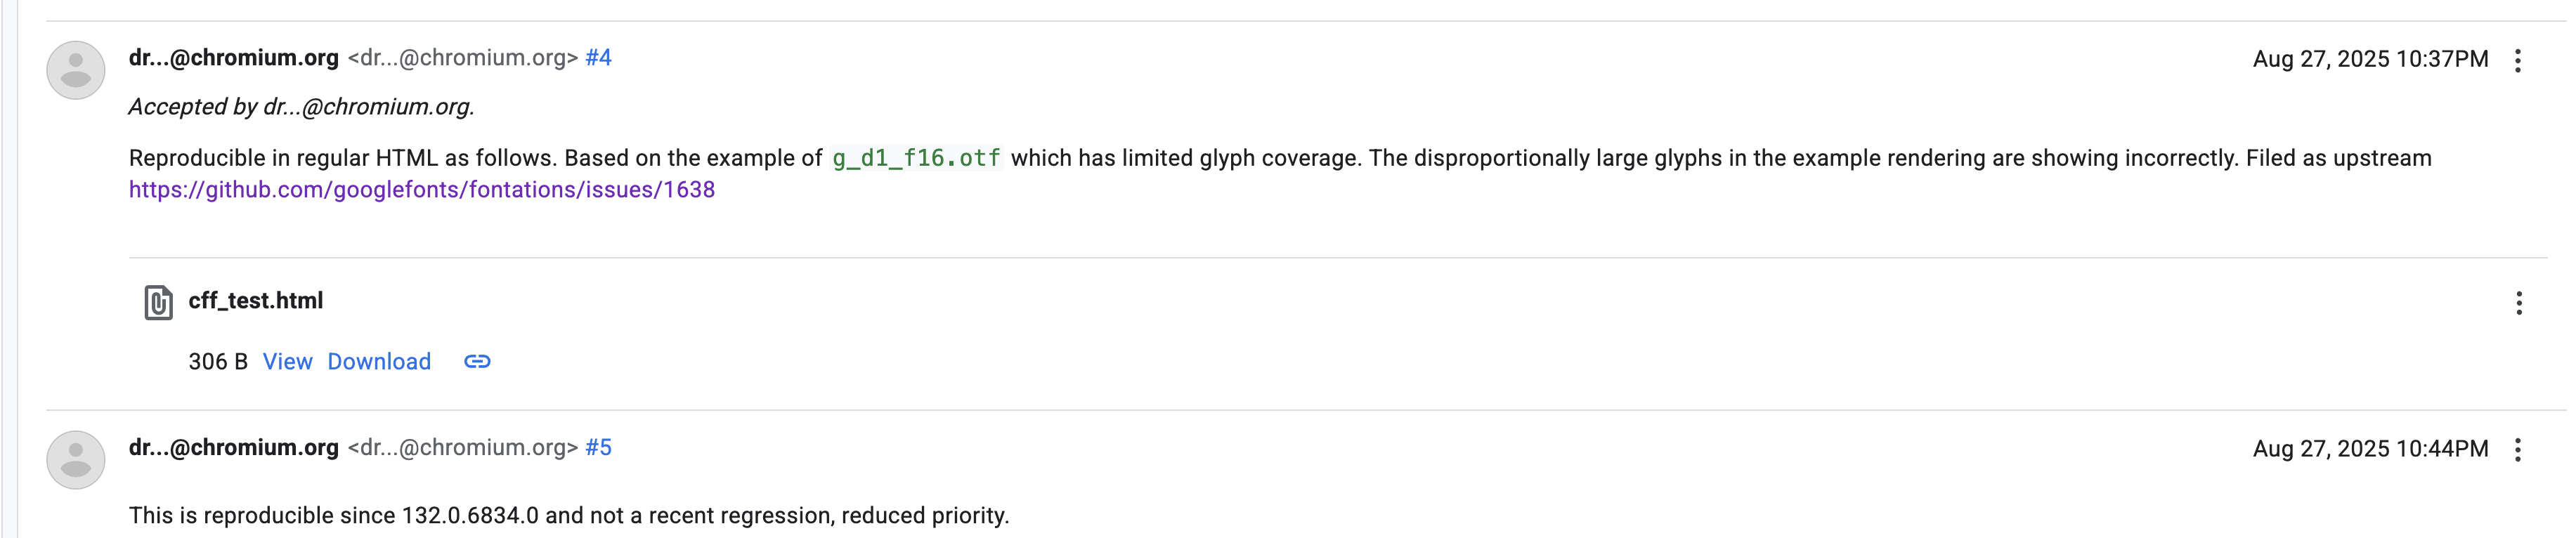 dr...@chromium.org <dr...@chromium.org> #4 Aug 27, 2025 10:37PM
Accepted by dr...@chromium.org.
Reproducible in regular HTML as follows. Based on the example of g_d1_f16.otf which has limited glyph coverage. The disproportionally large glyphs in the example rendering are showing incorrectly. Filed as upstream
https://github.com/googlefonts/fontations/issues/1638
cff_test.html
306 B View Download
dr...@chromium.org <dr...@chromium.org> #5 Aug 27, 2025 10:44PM
This is reproducible since 132.0.6834.0 and not a recent regression, reduced priority.